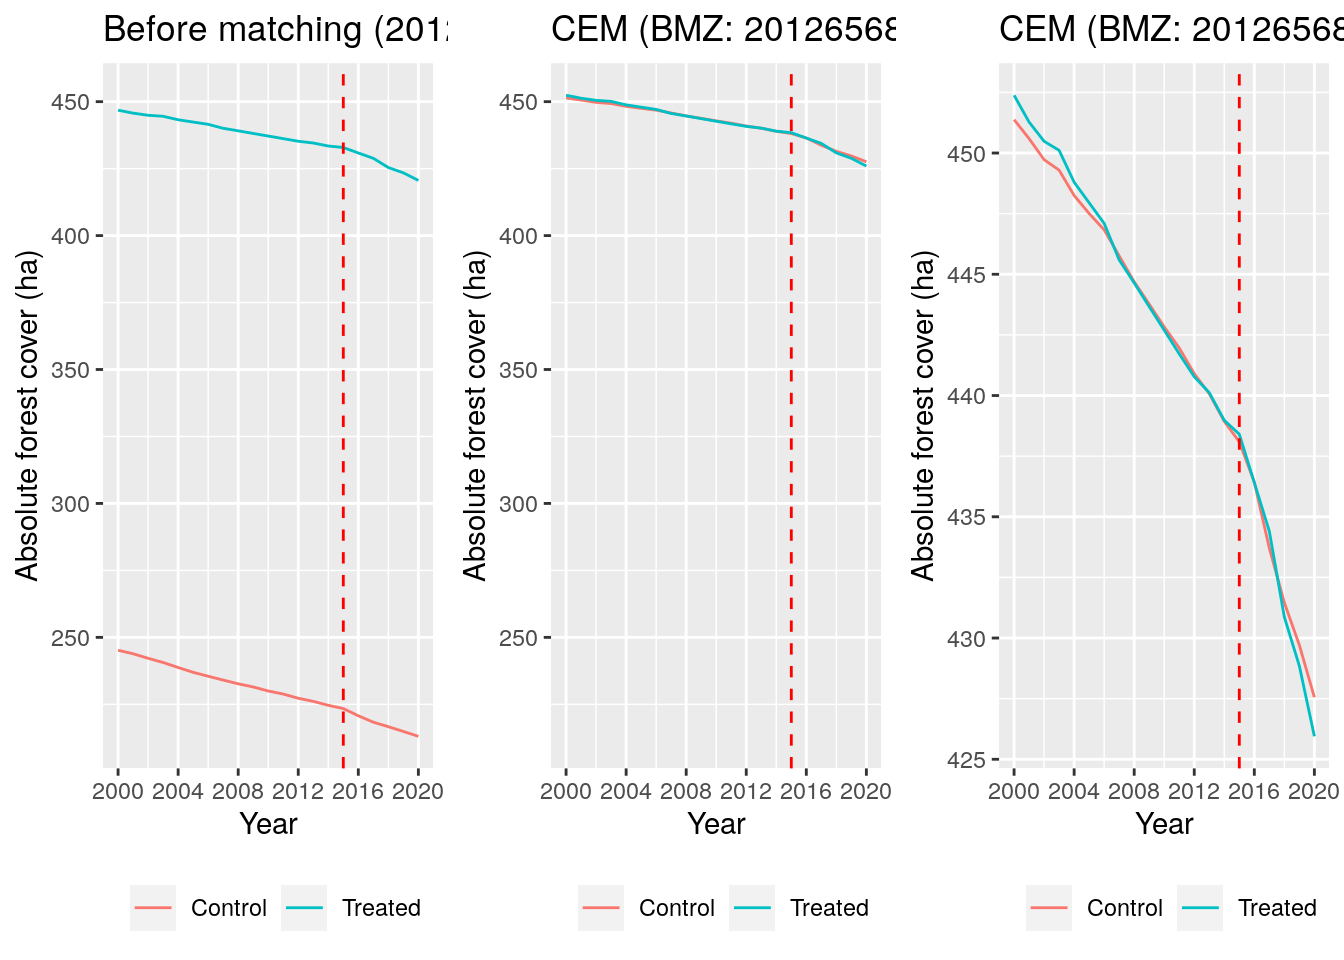 Before matching (201
CEM (BMZ: 20126568
CEM (BMZ: 20126568
Absolute forest cover (ha)
450
400
350
300
250
2000 2004 2008 2012 2016 2020
Year
Control Treated
Absolute forest cover (ha)
450
400
350
300
250
2000 2004 2008 2012 2016 2020
Year
Control Treated
Absolute forest cover (ha)
450
445
440
435
430
425
2000 2004 2008 2012 2016 2020
Year
Control Treated